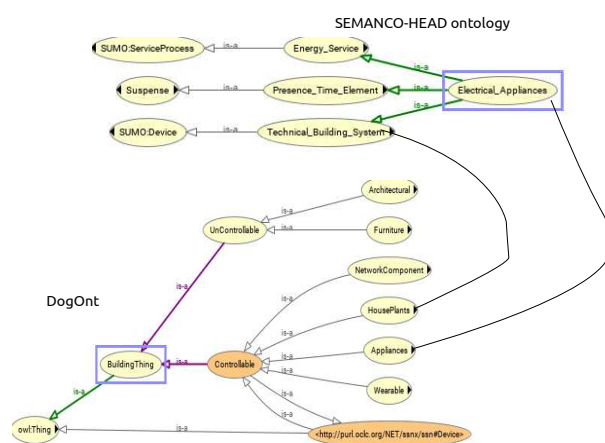 SEMANCO-HEAD ontology
SUMO:ServiceProcess
is-a
Energy_Service
is-a
Suspense
is-a
Presence_Time_Element
is-a
Electrical_Appliances
SUMO:Device
is-a
Technical_Building_System
is-a
Architectural
is-a
UnControllable
is-a
Furniture
NetworkComponent
is-a
is-a
DogOnt
HousePlants
is-a
BuildingThing
is-a
Controllable
is-a
Appliances
is-a
is-a
Wearable
is-a
is-a
owl:Thing
is-a
<http://purl.oclc.org/NET/ssnx/ssn#Device>